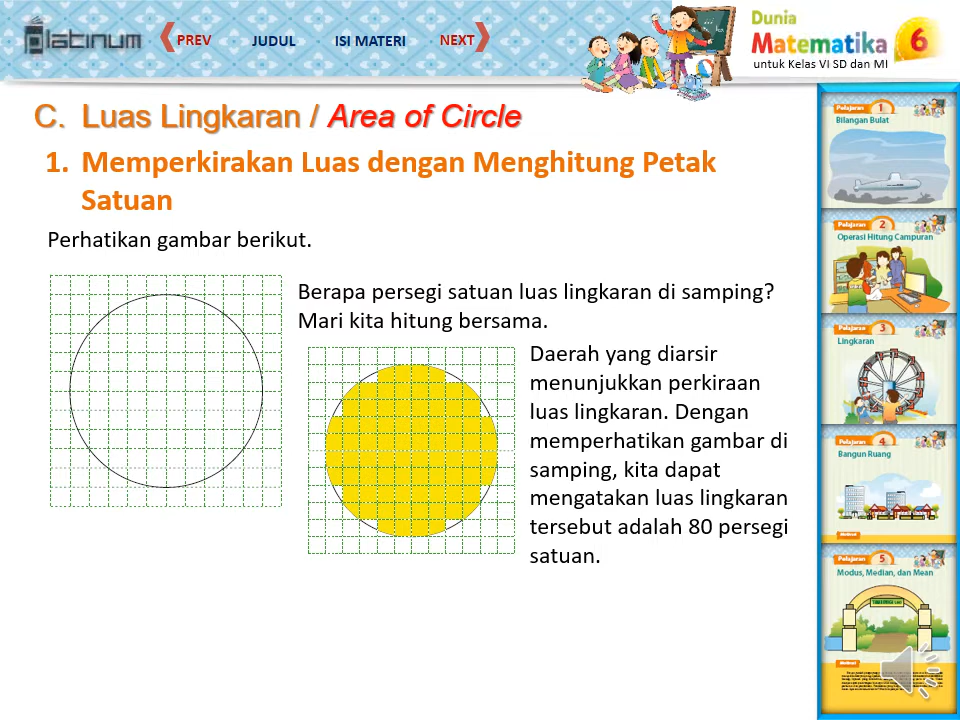 Platinum
PREV
JUDUL
ISI MATERI
NEXT
Dunia
Matematika
untuk Kelas VI SD dan MI
6
C. Luas Lingkaran / Area of Circle
1. Memperkirakan Luas dengan Menghitung Petak
Satuan
Perhatikan gambar berikut.
Berapa persegi satuan luas lingkaran di samping?
Mari kita hitung bersama.
Daerah yang diarsir
menunjukkan perkiraan
luas lingkaran. Dengan
memperhatikan gambar di
samping, kita dapat
mengatakan luas lingkaran
tersebut adalah 80 persegi
satuan.
Pelajaran 1
Bilangan Bulat
Pelajaran 2
Operasi Hitung Campuran
Pelajaran 3
Lingkaran
Pelajaran 4
Bangun Ruang
Pelajaran 5
Modus, Median, dan Mean